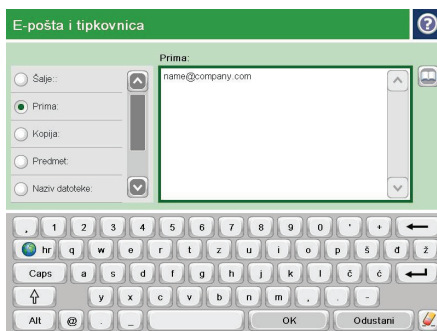 E-pošta i tipkovnica
?
Prima:
Šalje::
Prima:
Kopija:
Predmet:
Naziv datoteke:
name@company.com
¸ 1 2 3 4 5 6 7 8 9 0 ' +
hr q w e r t z u i o p š đ ž
Caps a s d f g h j k l č ć
y x c v b n m , . -
Alt @ . _ OK Odustani